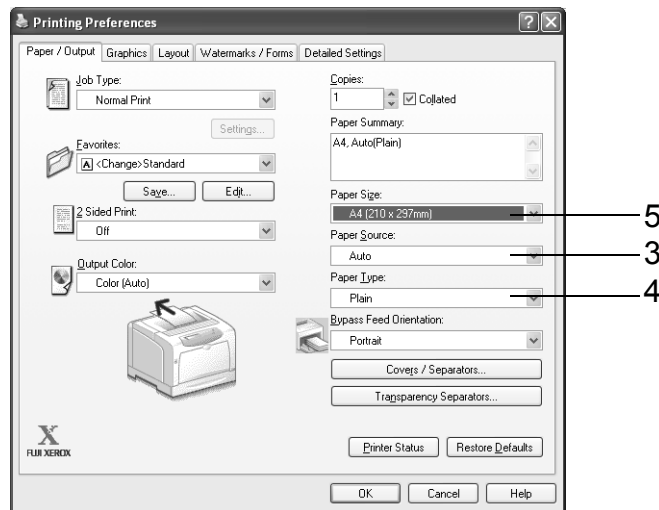 Printing Preferences
Paper / Output Graphics Layout Watermarks / Forms Detailed Settings
Job Type:
Normal Print
Settings...
Favorites:
A <Change>Standard
Save... Edit...
2 Sided Print:
Off
Output Color:
Color (Auto)
Copies:
1 Collated
Paper Summary:
A4, Auto(Plain)
Paper Size:
A4 (210 x 297mm) 5
Paper Source:
Auto 3
Paper Type:
Plain 4
Bypass Feed Orientation:
Portrait
Covers / Separators...
Transparency Separators...
X
FUJI XEROX
Printer Status Restore Defaults
OK Cancel Help